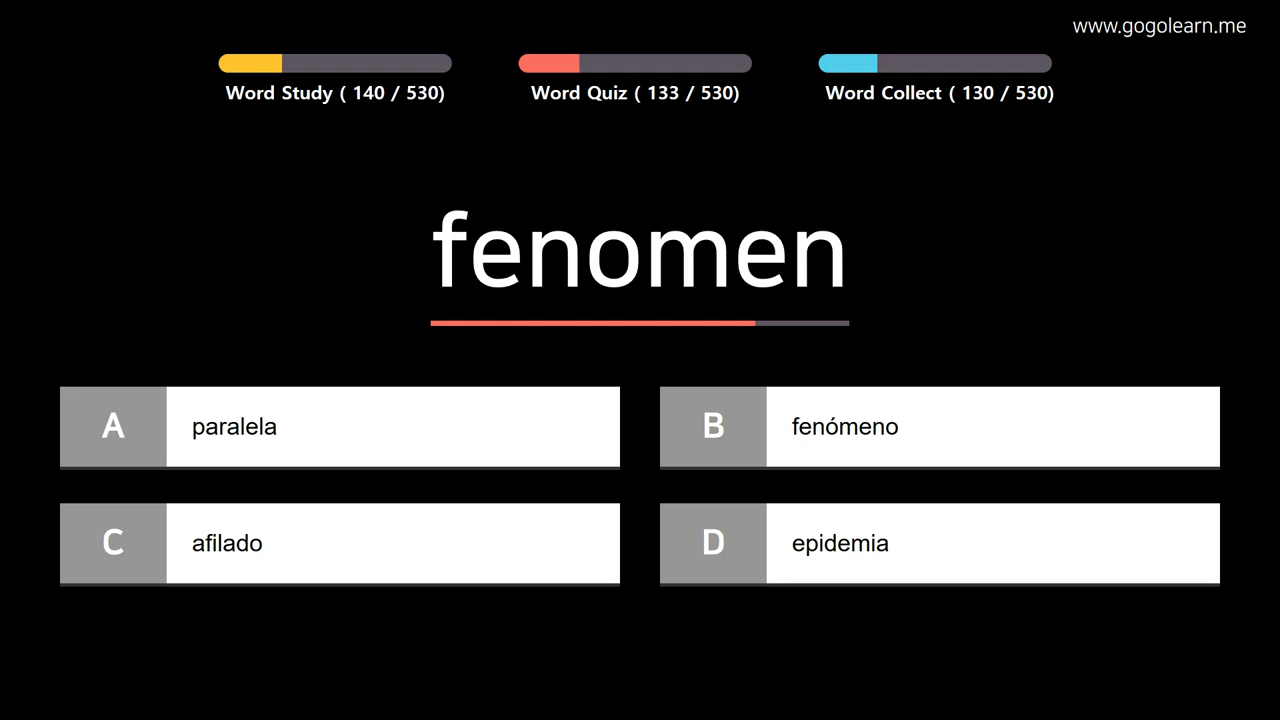 www.gogolearn.me
Word Study ( 140 / 530)
Word Quiz ( 133 / 530)
Word Collect ( 130 / 530)
fenomen
A paralela
B fenómeno
C afilado
D epidemia